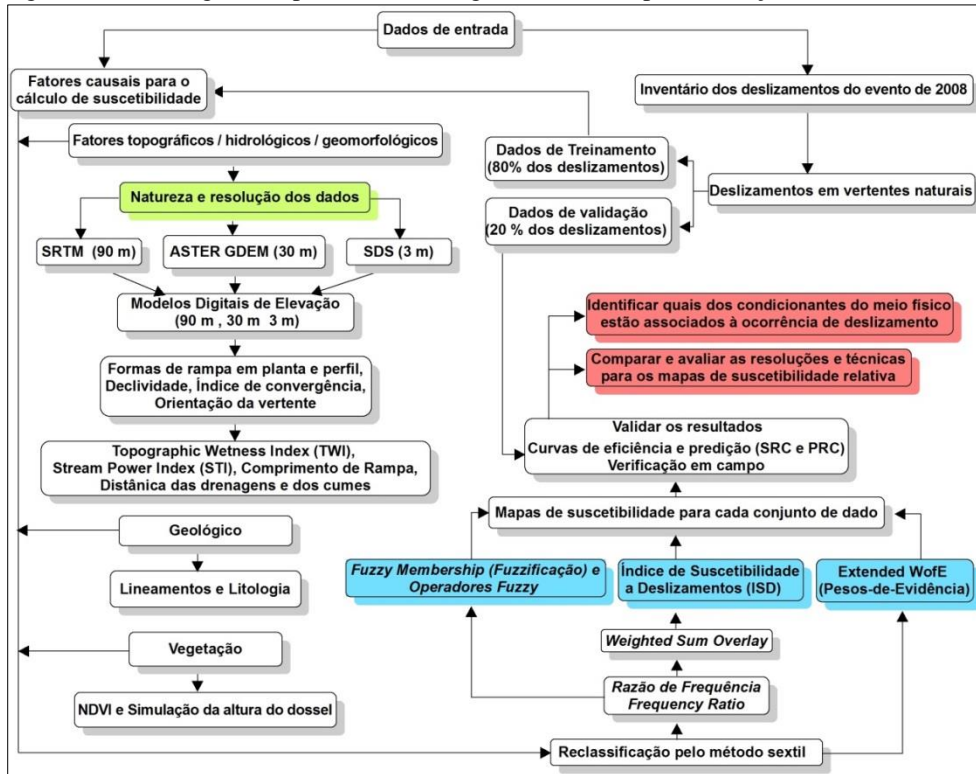 Dados de entrada
Fatores causais para o
cálculo de suscetibilidade
Inventário dos deslizamentos do evento de 2008
Fatores topográficos / hidrológicos / geomorfológicos
Dados de Treinamento
(80% dos deslizamentos)
Deslizamentos em vertentes naturais
Natureza e resolução dos dados
Dados de validação
(20 % dos deslizamentos)
SRTM (90 m)
ASTER GDEM (30 m)
SDS (3 m)
Modelos Digitais de Elevação
(90 m , 30 m 3 m)
Identificar quais dos condicionantes do meio físico
estão associados à ocorrência de deslizamento
Comparar e avaliar as resoluções e técnicas
para os mapas de suscetibilidade relativa
Formas de rampa em planta e perfil,
Declividade, Índice de convergência,
Orientação da vertente
Validar os resultados
Curvas de eficiência e predição (SRC e PRC)
Verificação em campo
Topographic Wetness Index (TWI),
Stream Power Index (STI), Comprimento de Rampa,
Distânica das drenagens e dos cumes
Mapas de suscetibilidade para cada conjunto de dado
Geológico
Lineamentos e Litologia
Fuzzy Membership (Fuzzificação) e
Operadores Fuzzy
Índice de Suscetibilidade
a Deslizamentos (ISD)
Extended WofE
(Pesos-de-Evidência)
Weighted Sum Overlay
Vegetação
NDVI e Simulação da altura do dossel
Razão de Frequência
Frequency Ratio
Reclassificação pelo método sextil